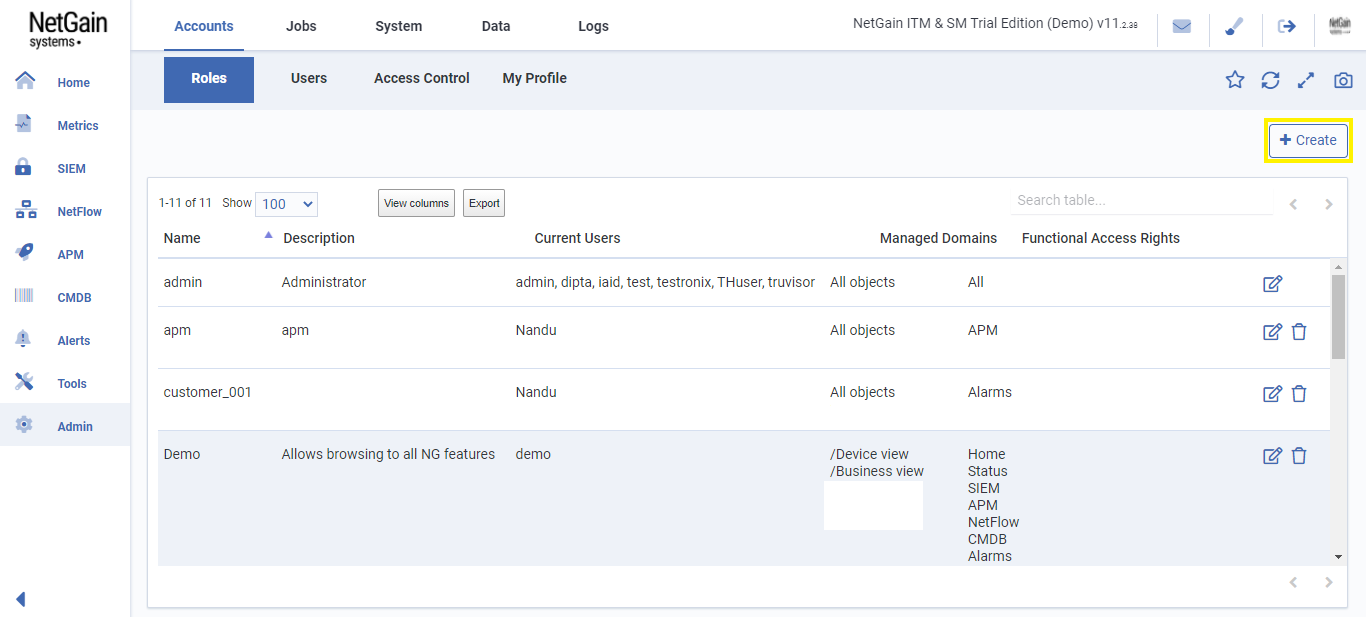 NetGain
systems
Accounts Jobs System Data Logs
NetGain ITM & SM Trial Edition (Demo) v11.2.38
NetGain
Home
Metrics
SIEM
NetFlow
APM
CMDB
Alerts
Tools
Admin
Roles Users Access Control My Profile
+ Create
1-11 of 11 Show 100 View columns Export Search table...
Name Description Current Users Managed Domains Functional Access Rights
admin Administrator admin, dipta, iaid, test, testronix, THuser, truvisor All objects All
apm apm Nandu All objects APM
customer_001 Nandu All objects Alarms
Demo Allows browsing to all NG features demo /Device view Home
/Business view Status
SIEM
APM
NetFlow
CMDB
Alarms